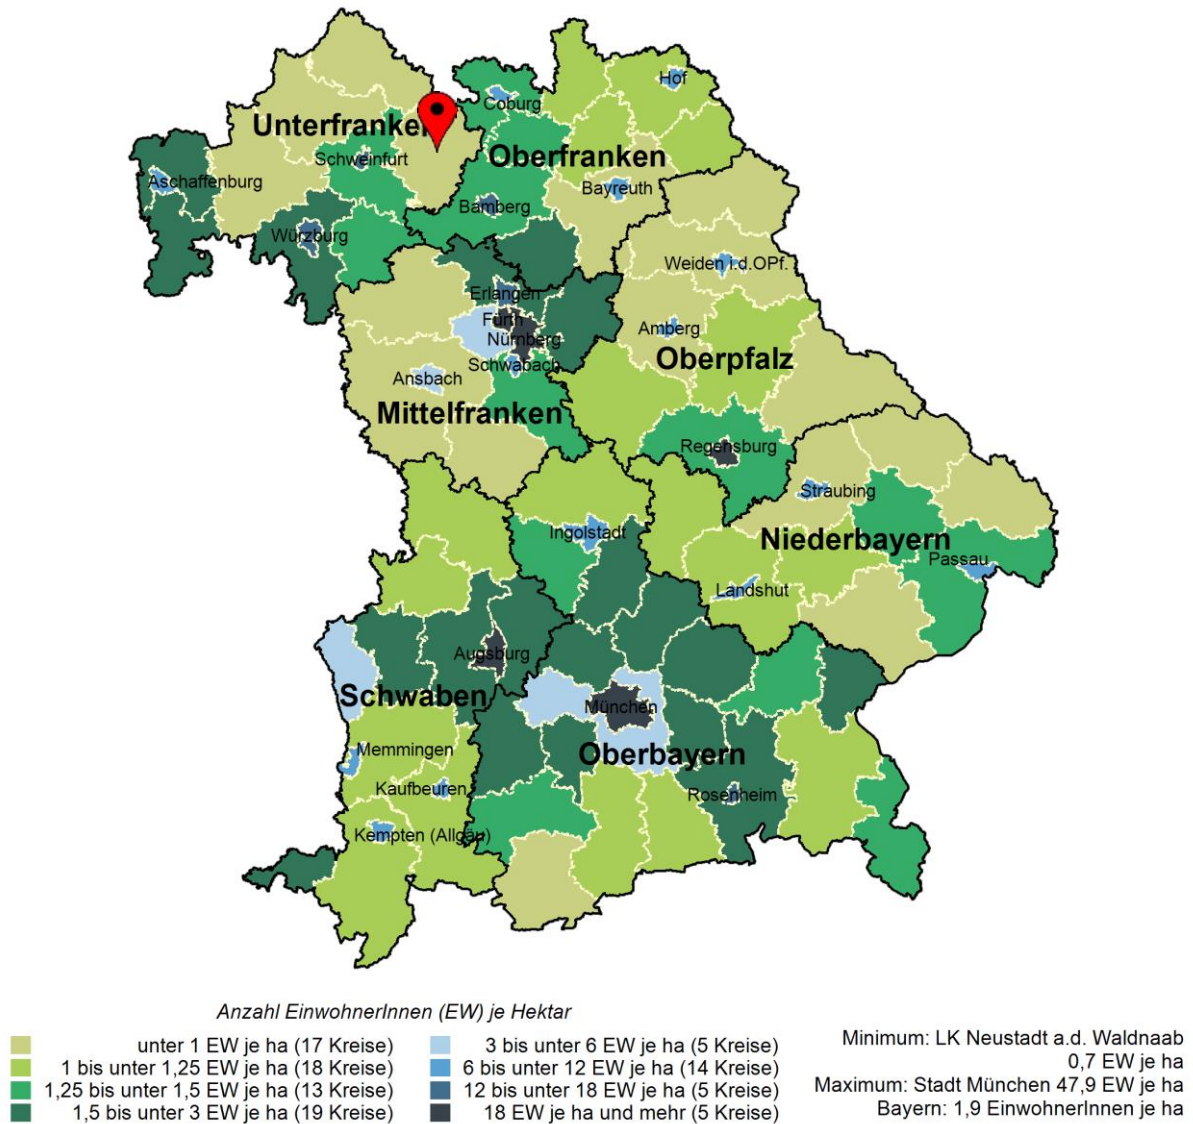 Hof
Coburg
Unterfranken
Oberfranken
Schweinfurt
Aschaffenburg
Bayreuth
Bamberg
Würzburg
Weiden i.d.OPf.
Erlangen
Fürth
Amberg
Nürnberg
Oberpfalz
Schwabach
Ansbach
Mittelfranken
Regensburg
Straubing
Ingolstadt
Niederbayern
Passau
Landshut
Augsburg
Schwaben
München
Memmingen
Oberbayern
Kaufbeuren
Rosenheim
Kempten (Allgäu)
Anzahl EinwohnerInnen (EW) je Hektar
unter 1 EW je ha (17 Kreise)
1 bis unter 1,25 EW je ha (18 Kreise)
1,25 bis unter 1,5 EW je ha (13 Kreise)
1,5 bis unter 3 EW je ha (19 Kreise)
3 bis unter 6 EW je ha (5 Kreise)
6 bis unter 12 EW je ha (14 Kreise)
12 bis unter 18 EW je ha (5 Kreise)
18 EW je ha und mehr (5 Kreise)
Minimum: LK Neustadt a.d. Waldnaab
0,7 EW je ha
Maximum: Stadt München 47,9 EW je ha
Bayern: 1,9 EinwohnerInnen je ha